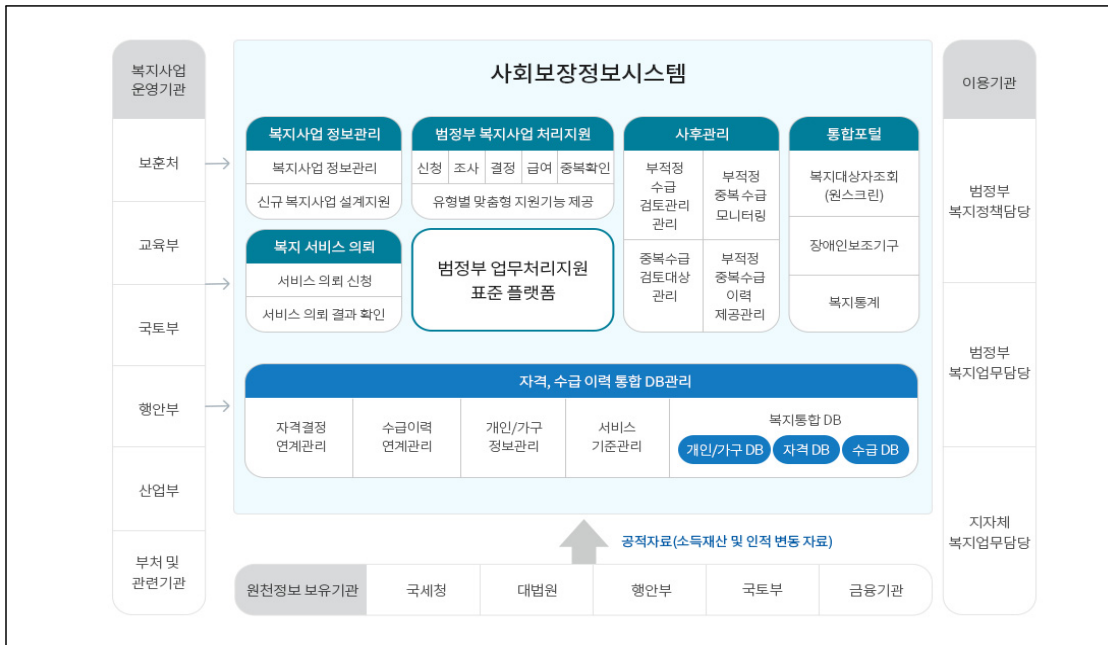 복지사업
운영기관
보훈처
교육부
국토부
행안부
산업부
부처 및
관련기관
사회보장정보시스템
복지사업 정보관리
복지사업 정보관리
신규 복지사업 설계지원
복지 서비스 의뢰
서비스 의뢰 신청
서비스 의뢰 결과 확인
범정부 복지사업 처리지원
신청 조사 결정 급여 중복확인
유형별 맞춤형 지원기능 제공
범정부 업무처리지원
표준 플랫폼
사후관리
부적정
수급
검토관리
관리
부적정
중복 수급
모니터링
중복수급
검토대상
관리
부적정
중복수급
이력
제공관리
통합포털
복지대상자조회
(원스크린)
장애인보조기구
복지통계
자격, 수급 이력 통합 DB관리
자격결정
연계관리
수급이력
연계관리
개인/가구
정보관리
서비스
기준관리
복지통합 DB
개인/가구 DB 자격 DB 수급 DB
공적자료(소득재산 및 인적 변동 자료)
원천정보 보유기관 국세청 대법원 행안부 국토부 금융기관
이용기관
범정부
복지정책담당
범정부
복지업무담당
지자체
복지업무담당